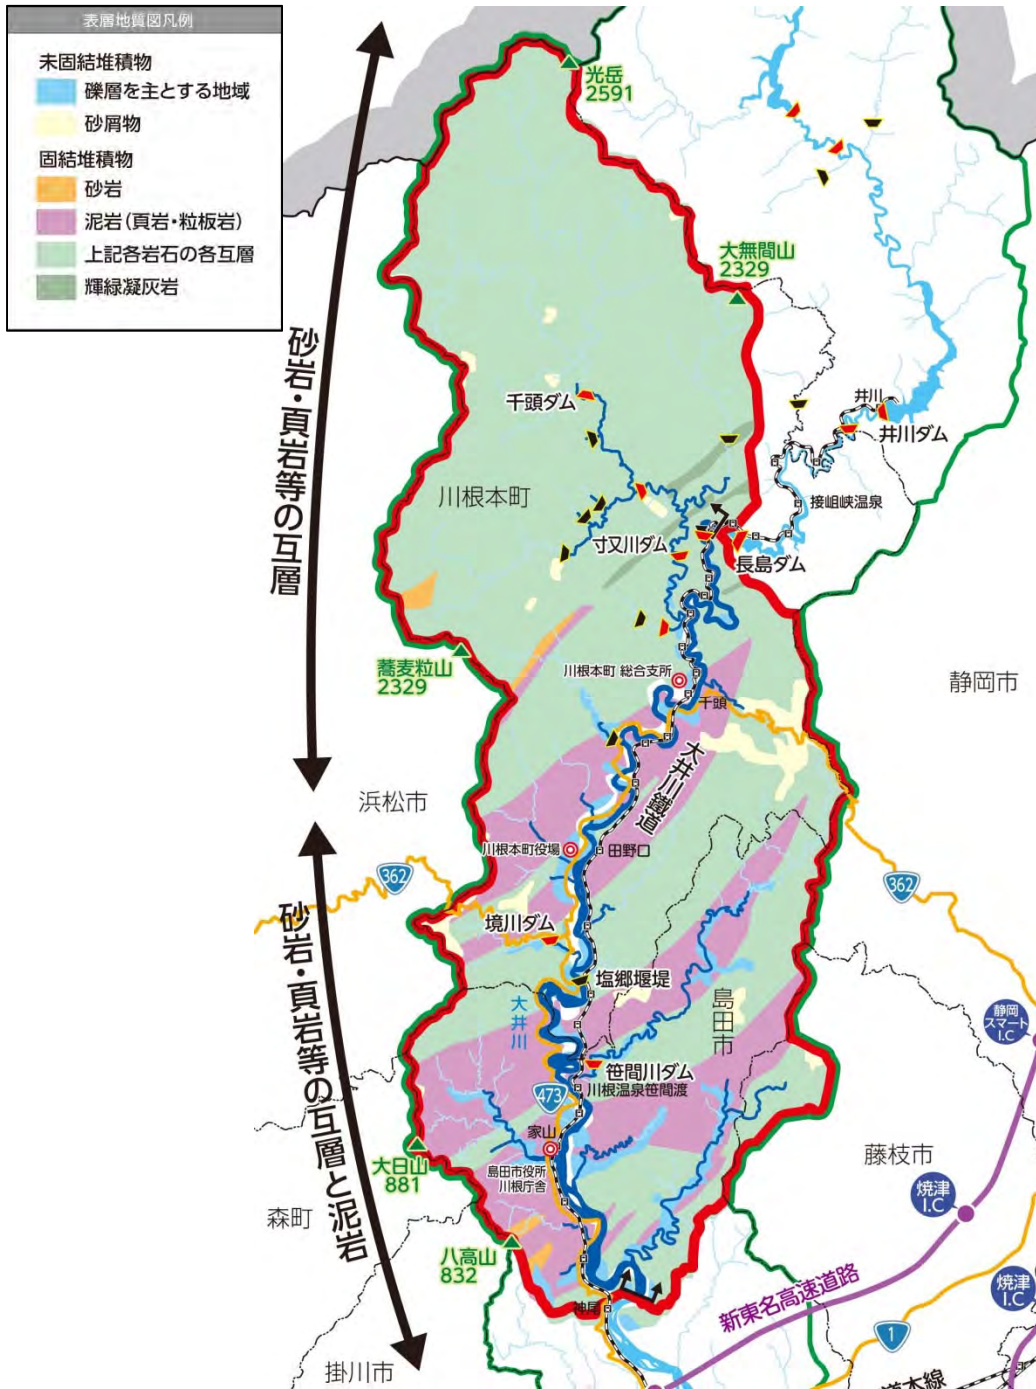 表層地質図凡例
未固結堆積物
礫層を主とする地域
砂屑物
固結堆積物
砂岩
泥岩(頁岩・粘板岩)
上記各岩石の各互層
輝緑凝灰岩
光岳
2591
大無間山
2329
砂岩・頁岩等の互層
千頭ダム
井川
井川ダム
川根本町
接岨峡温泉
寸又川ダム
長島ダム
蕎麦粒山
2329
川根本町 総合支所
静岡市
千頭
大井川鐵道
浜松市
川根本町役場
田野口
362
362
砂岩・頁岩等の互層と泥岩
境川ダム
塩郷堰堤
大井川
島田市
静岡
スマート
I.C
笹間川ダム
川根温泉笹間渡
473
家山
大日山
881
島田市役所
川根庁舎
藤枝市
焼津
I.C
森町
八高山
832
新東名高速道路
焼津
I.C
神尾
1
掛川市
道本線